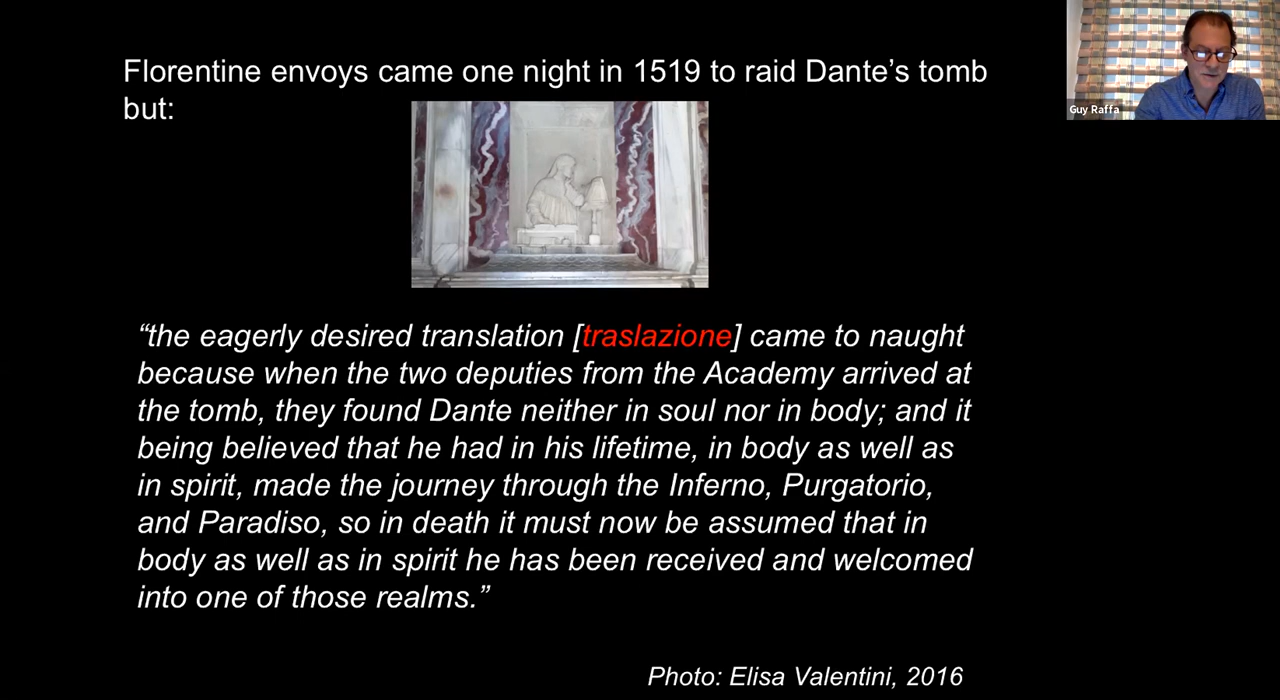 Florentine envoys came one night in 1519 to raid Dante’s tomb
but:
Guy Raffa
“the eagerly desired translation [traslazione] came to naught
because when the two deputies from the Academy arrived at
the tomb, they found Dante neither in soul nor in body; and it
being believed that he had in his lifetime, in body as well as
in spirit, made the journey through the Inferno, Purgatorio,
and Paradiso, so in death it must now be assumed that in
body as well as in spirit he has been received and welcomed
into one of those realms.”
Photo: Elisa Valentini, 2016